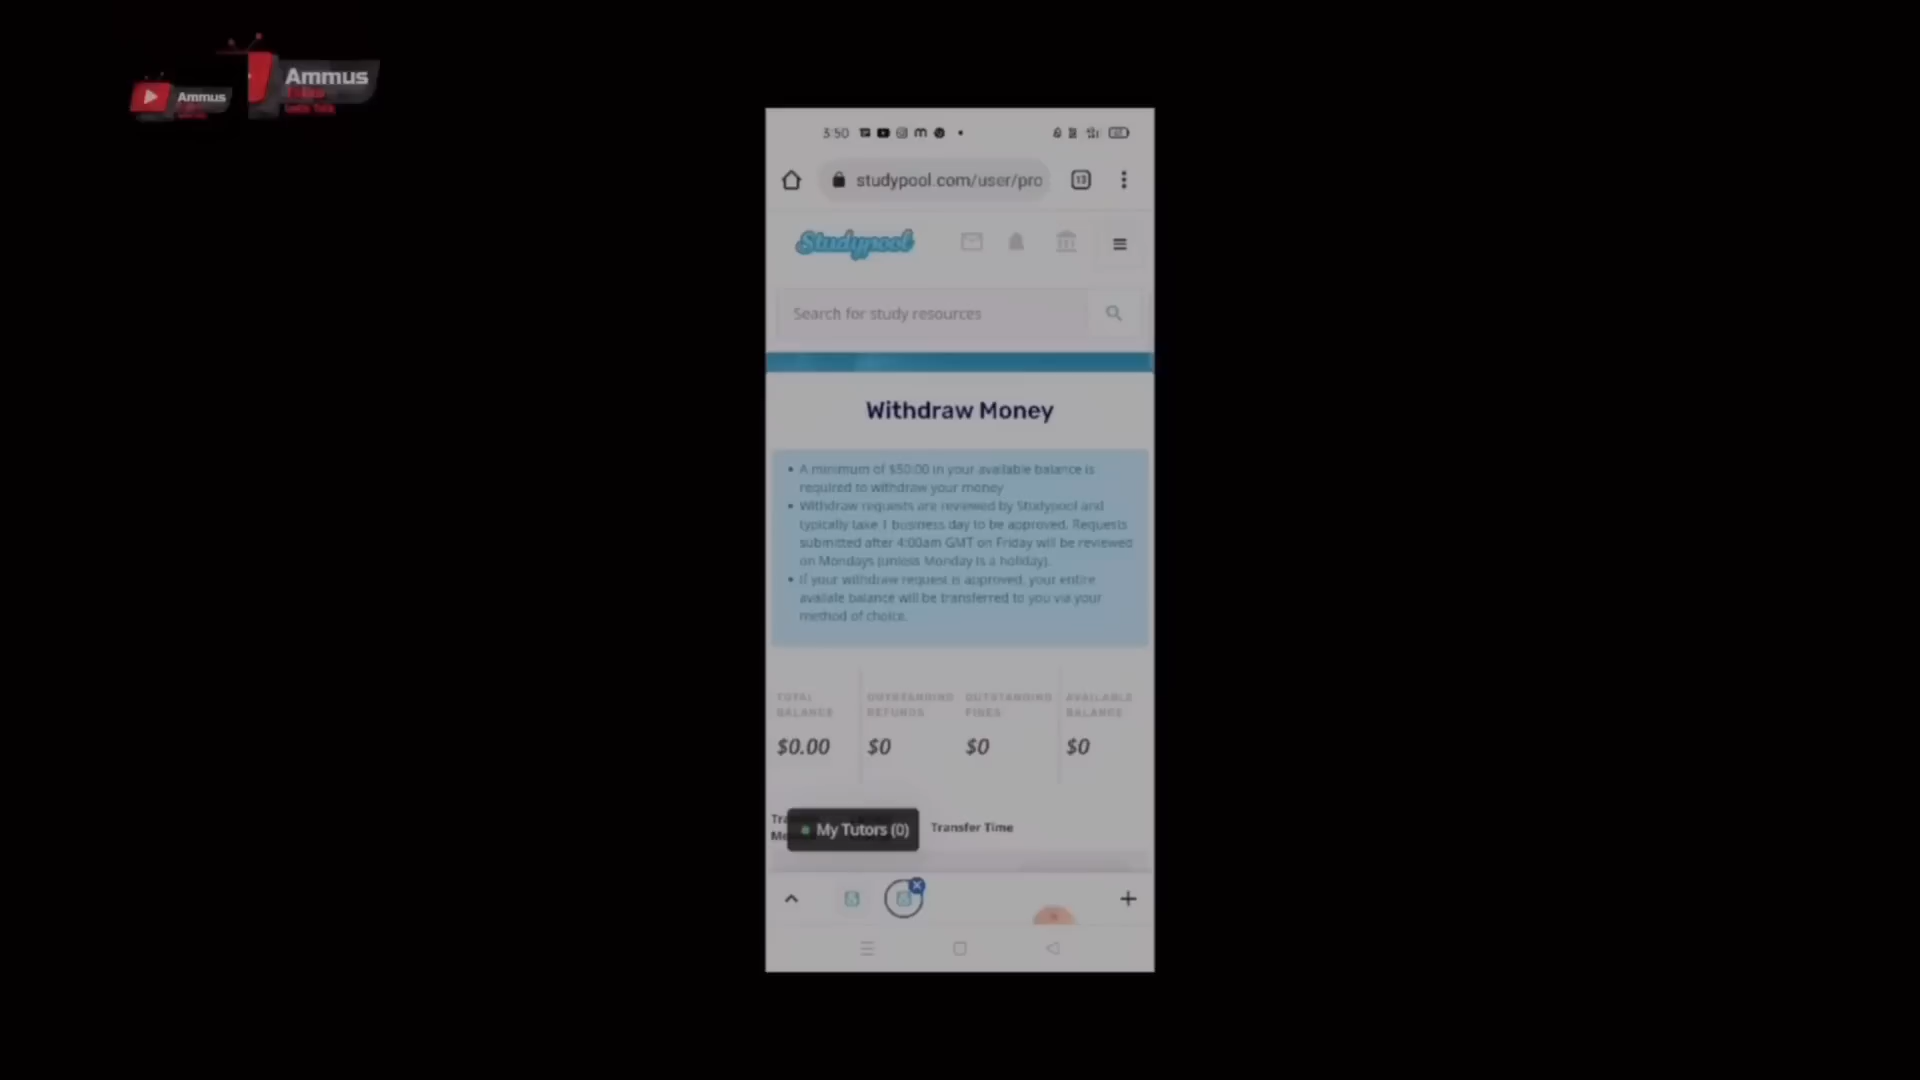 Ammus
Ammus
3:50
studypool.com/user/pro
13
Studypool
Search for study resources
Withdraw Money
• A minimum of $50.00 in your available balance is
required to withdraw your money
• Withdraw requests are reviewed by Studypool and
typically take 1 business day to be approved. Requests
submitted after 4:00am GMT on Friday will be reviewed
on Mondays (unless Monday is a holiday).
• If your withdraw request is approved, your entire
availale balance will be transferred to you via your
method of choice.
TOTAL BALANCE
OUTSTANDING REFUNDS
OUTSTANDING FINES
AVAILABLE BALANCE
$0.00 $0 $0 $0
My Tutors (0)
Transfer Time